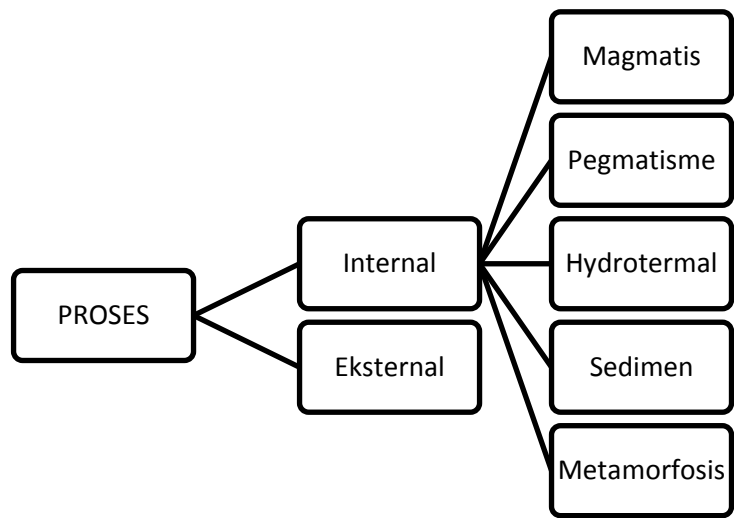 PROSES
Internal
Eksternal
Magmatis
Pegmatisme
Hydrotermal
Sedimen
Metamorfosis